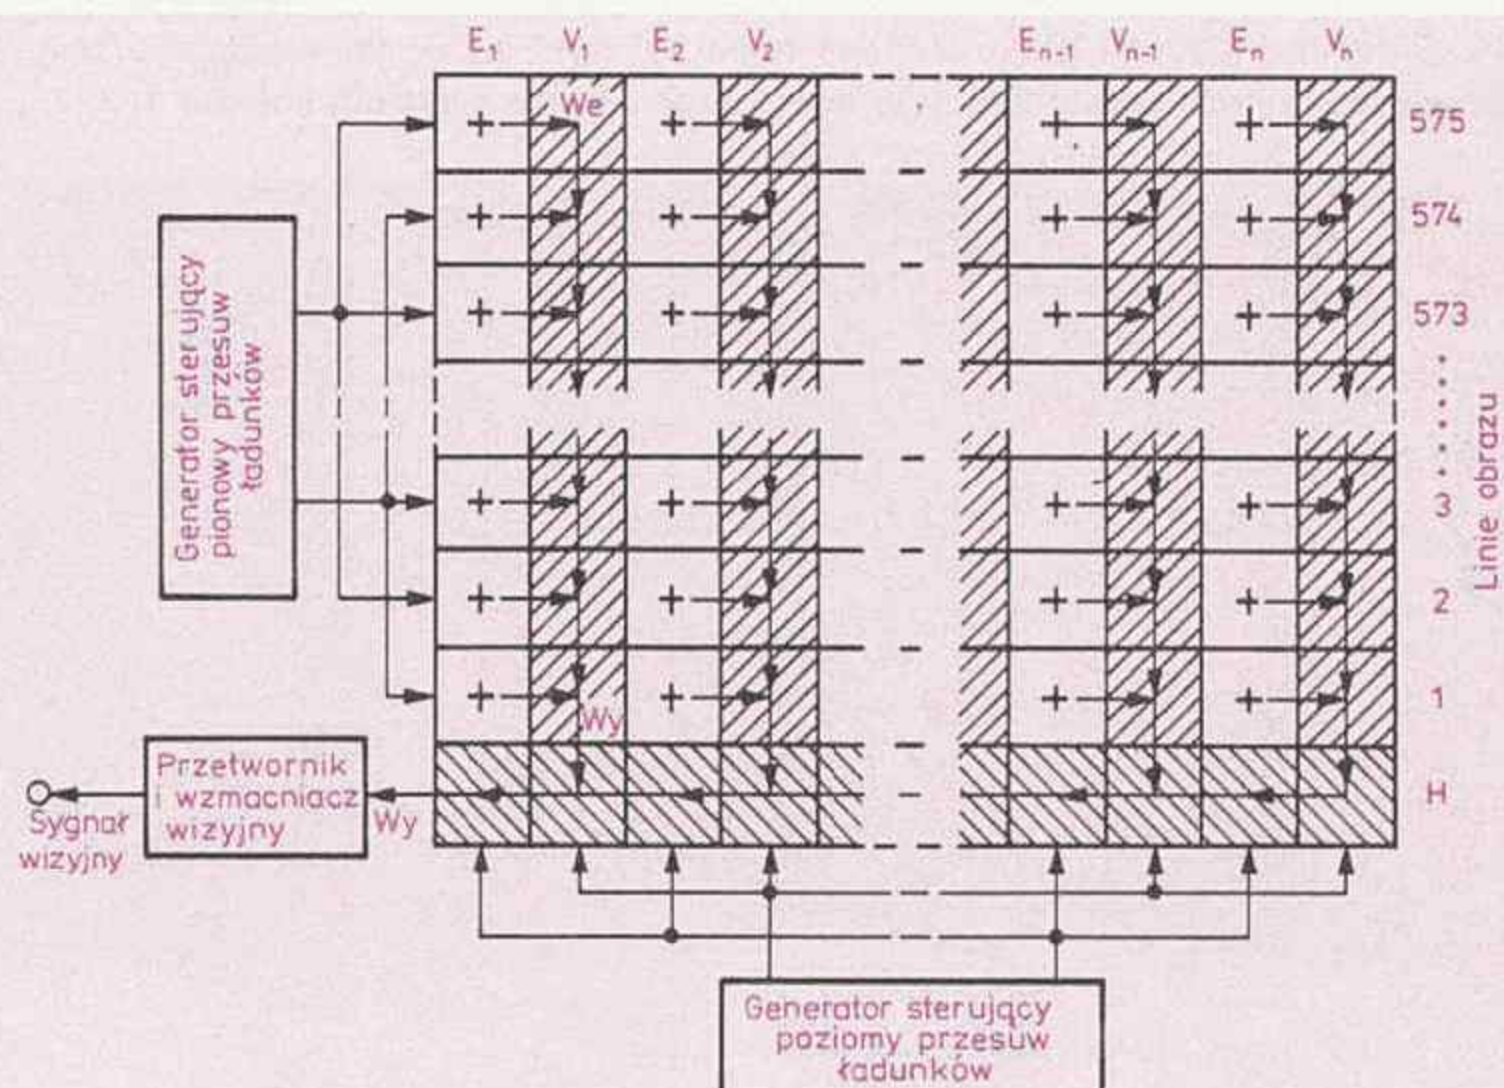 E₁ V₁ E₂ V₂ Eₙ₋₁ Vₙ₋₁ Eₙ Vₙ
We
575
574
573
3
2
1
H
Linie obrazu
Generator sterujący
pionowy przesuw
ładunków
Wy
Przetwornik
i wzmacniacz
wizyjny
Wy
Sygnał
wizyjny
Generator sterujący
poziomy przesuw
ładunków